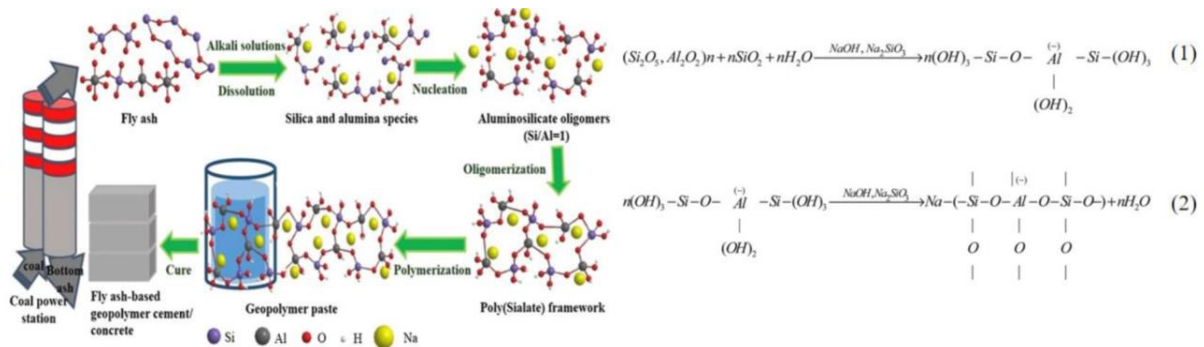 Alkali solutions
Dissolution
Fly ash
Silica and alumina species
Nucleation
Aluminosilicate oligomers
(Si/Al=1)
Oligomerization
Poly(Sialate) framework
Polymerization
Geopolymer paste
Cure
Fly ash-based
geopolymer cement/
concrete
coal
Bottom
ash
Coal power
station
Si Al O H Na
(Si₂O₅, Al₂O₂)n + nSiO₂ + nH₂O NaOH, Na₂SiO₃ n(OH)₃ – Si – O – Al – Si – (OH)₃ (1)
(–)
(OH)₂
n(OH)₃ – Si – O – Al – Si – (OH)₃ NaOH, Na₂SiO₃ Na – (– Si – O – Al – O – Si – O –) + nH₂O (2)
(–) (–)
(OH)₂ O O O